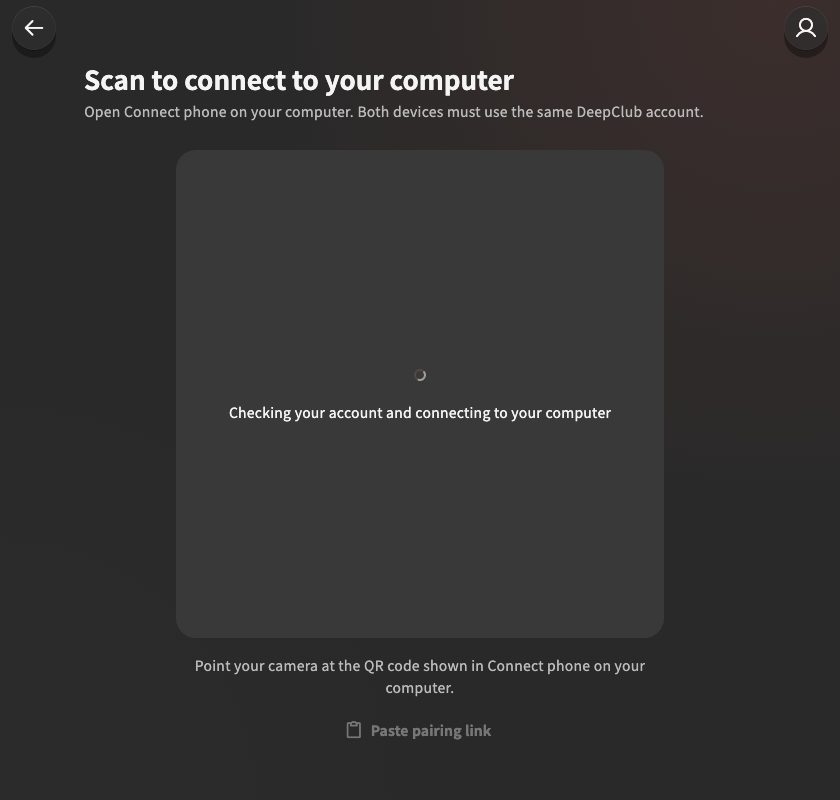 Scan to connect to your computer
Open Connect phone on your computer. Both devices must use the same DeepClub account.
Checking your account and connecting to your computer
Point your camera at the QR code shown in Connect phone on your
computer.
Paste pairing link